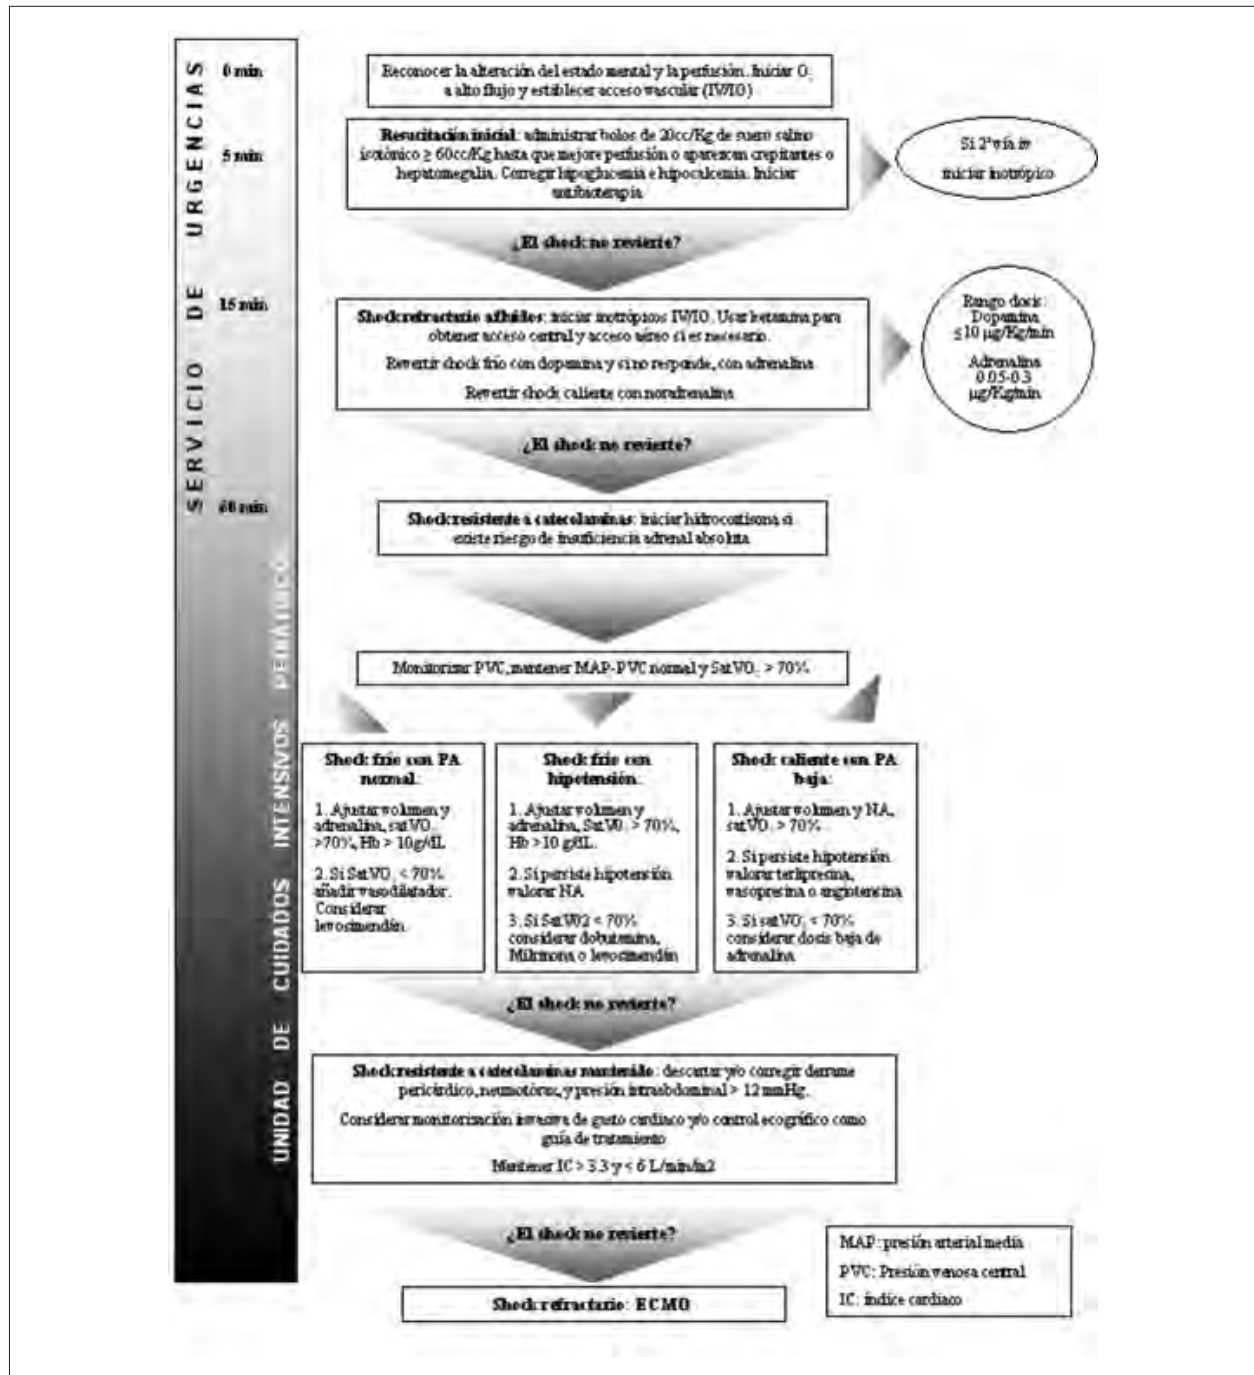 SERVICIO DE URGENCIAS
UNIDAD DE CUIDADOS INTENSIVOS PEDIÁTRICO
0 min
Reconocer la alteración del estado mental y la perfusión. Iniciar O2
a alto flujo y establecer acceso vascular (IV/IO)
5 min
Resucitación inicial: administrar bolos de 20cc/Kg de suero salino
isotónico ≥ 60cc/Kg hasta que mejore perfusión o aparezcan crepitantes o
hepatomegalia. Corregir hipoglucemia e hipocalcemia. Iniciar
antibioterapia
Si 2ª vía iv
iniciar inotrópico
¿El shock no revierte?
15 min
Shock refractario a fluidos: iniciar inotrópicos IV/IO. Usar ketamina para
obtener acceso central y acceso aéreo si es necesario.
Revertir shock frío con dopamina y si no responde, con adrenalina
Revertir shock caliente con noradrenalina
Rango dosis:
Dopamina
≤10 µg/Kg/min
Adrenalina
0.05-0.3
µg/Kg/min
¿El shock no revierte?
60 min
Shock resistente a catecolaminas: iniciar hidrocortisona si
existe riesgo de insuficiencia adrenal absoluta
Monitorizar PVC, mantener MAP-PVC normal y SatVO2 > 70%
Shock frío con PA
normal:
1. Ajustar volumen y
adrenalina, satVO2
>70%, Hb > 10g/dL
2. Si SatVO2 < 70%
añadir vasodilatador.
Considerar
levosimendán
Shock frío con
hipotensión:
1. Ajustar volumen y
adrenalina, SatVO2 > 70%,
Hb >10 g/dL.
2. Si persiste hipotensión
valorar NA
3. Si SatVO2 < 70%
considerar dobutamina,
Milrinona o levosimendán
Shock caliente con PA
baja:
1. Ajustar volumen y NA,
satVO2 > 70%
2. Si persiste hipotensión
valorar terlipresina,
vasopresina o angiotensina
3. Si satVO2 < 70%
considerar dosis baja de
adrenalina
¿El shock no revierte?
Shock resistente a catecolaminas mantenido: descartar y/o corregir derrame
pericárdico, neumotórax, y presión intraabdominal > 12 mmHg.
Considerar monitorización invasiva de gasto cardiaco y/o control ecográfico como
guía de tratamiento
Mantener IC > 3.3 y < 6 L/min/m2
¿El shock no revierte?
Shock refractario: ECMO
MAP: presión arterial media
PVC: Presión venosa central
IC: índice cardiaco